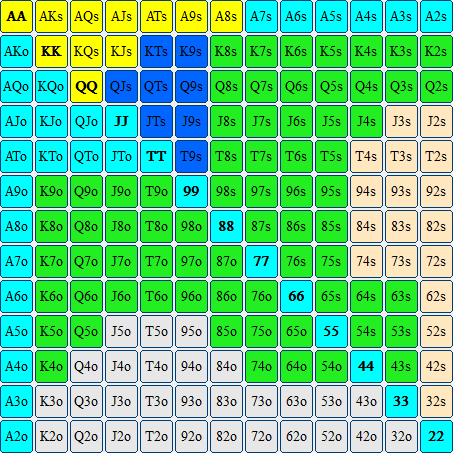 AA AKs AQs AJs ATs A9s A8s A7s A6s A5s A4s A3s A2s
AKo KK KQs KJs KTs K9s K8s K7s K6s K5s K4s K3s K2s
AQo KQo QQ QJs QTs Q9s Q8s Q7s Q6s Q5s Q4s Q3s Q2s
AJo KJo QJo JJ JTs J9s J8s J7s J6s J5s J4s J3s J2s
ATo KTo QTo JTo TT T9s T8s T7s T6s T5s T4s T3s T2s
A9o K9o Q9o J9o T9o 99 98s 97s 96s 95s 94s 93s 92s
A8o K8o Q8o J8o T8o 98o 88 87s 86s 85s 84s 83s 82s
A7o K7o Q7o J7o T7o 97o 87o 77 76s 75s 74s 73s 72s
A6o K6o Q6o J6o T6o 96o 86o 76o 66 65s 64s 63s 62s
A5o K5o Q5o J5o T5o 95o 85o 75o 65o 55 54s 53s 52s
A4o K4o Q4o J4o T4o 94o 84o 74o 64o 54o 44 43s 42s
A3o K3o Q3o J3o T3o 93o 83o 73o 63o 53o 43o 33 32s
A2o K2o Q2o J2o T2o 92o 82o 72o 62o 52o 42o 32o 22